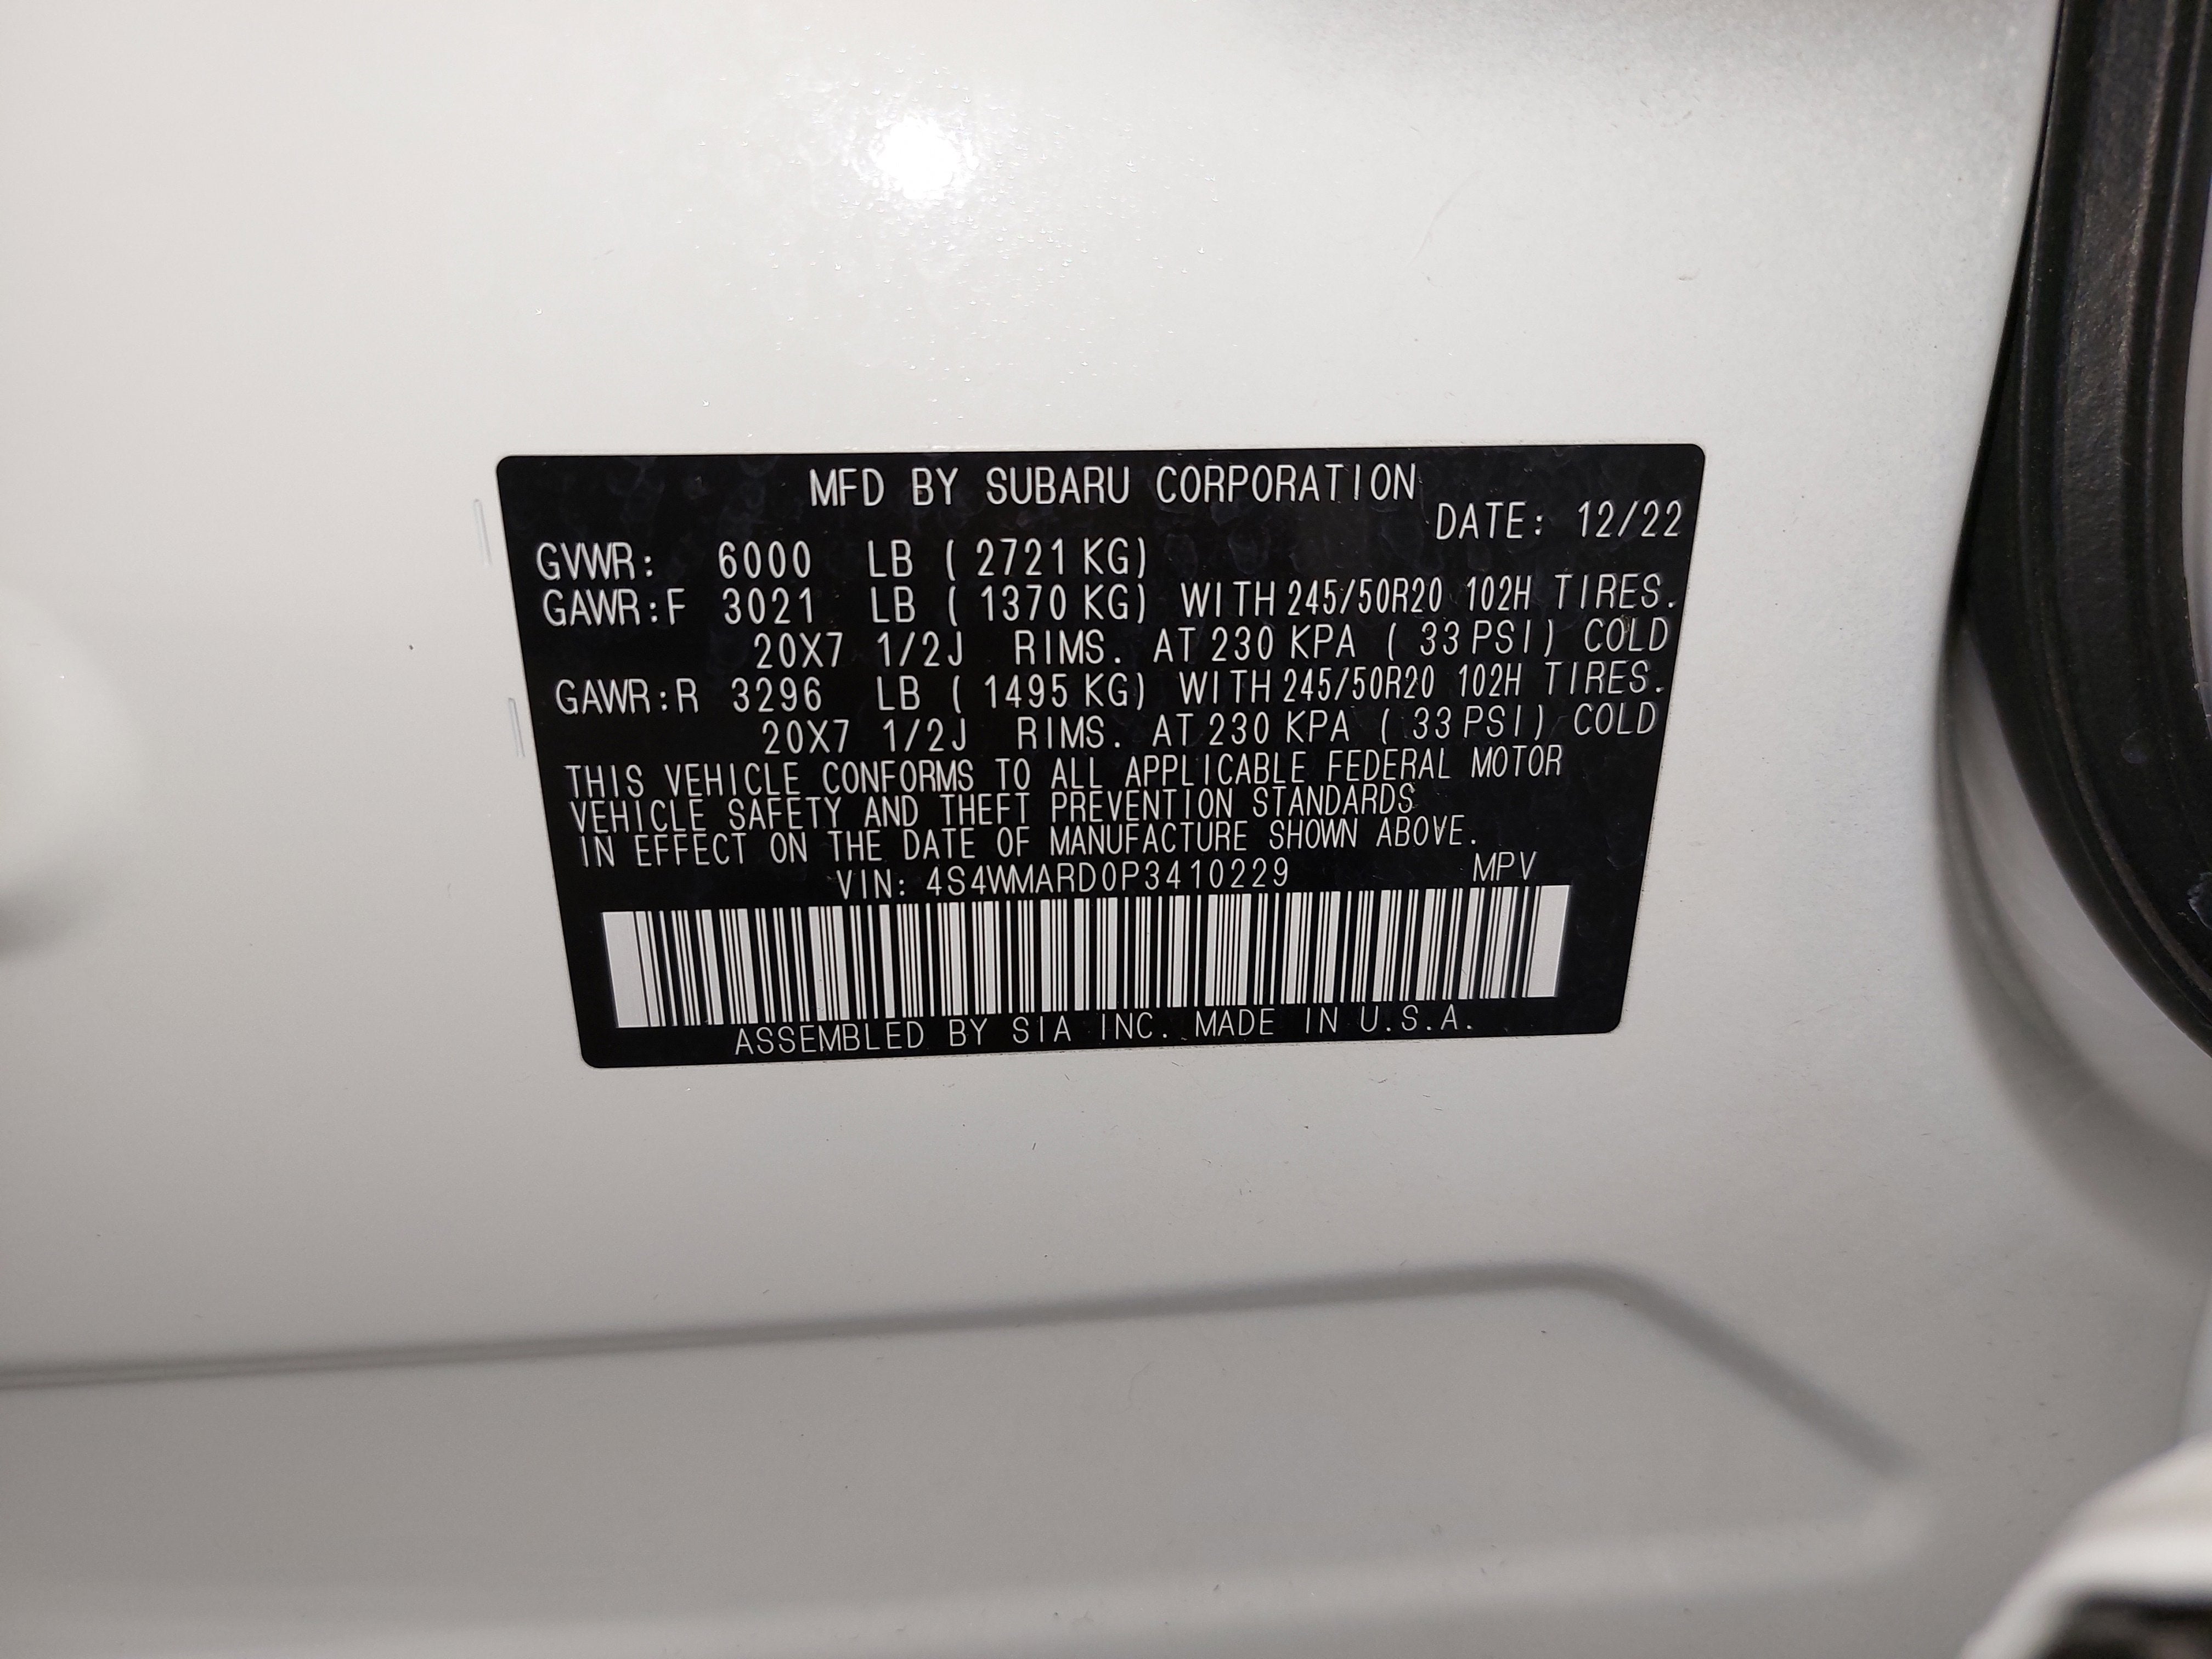 MFD BY SUBARU CORPORATION
DATE: 12/22
GVWR: 6000 LB ( 2721 KG)
GAWR:F 3021 LB ( 1370 KG) WITH 245/50R20 102H TIRES.
20X7 1/2J RIMS. AT 230 KPA ( 33 PSI) COLD
GAWR:R 3296 LB ( 1495 KG) WITH 245/50R20 102H TIRES.
20X7 1/2J RIMS. AT 230 KPA ( 33 PSI) COLD
THIS VEHICLE CONFORMS TO ALL APPLICABLE FEDERAL MOTOR
VEHICLE SAFETY AND THEFT PREVENTION STANDARDS
IN EFFECT ON THE DATE OF MANUFACTURE SHOWN ABOVE.
VIN: 4S4WMARD0P3410229 MPV
ASSEMBLED BY SIA INC. MADE IN U.S.A.